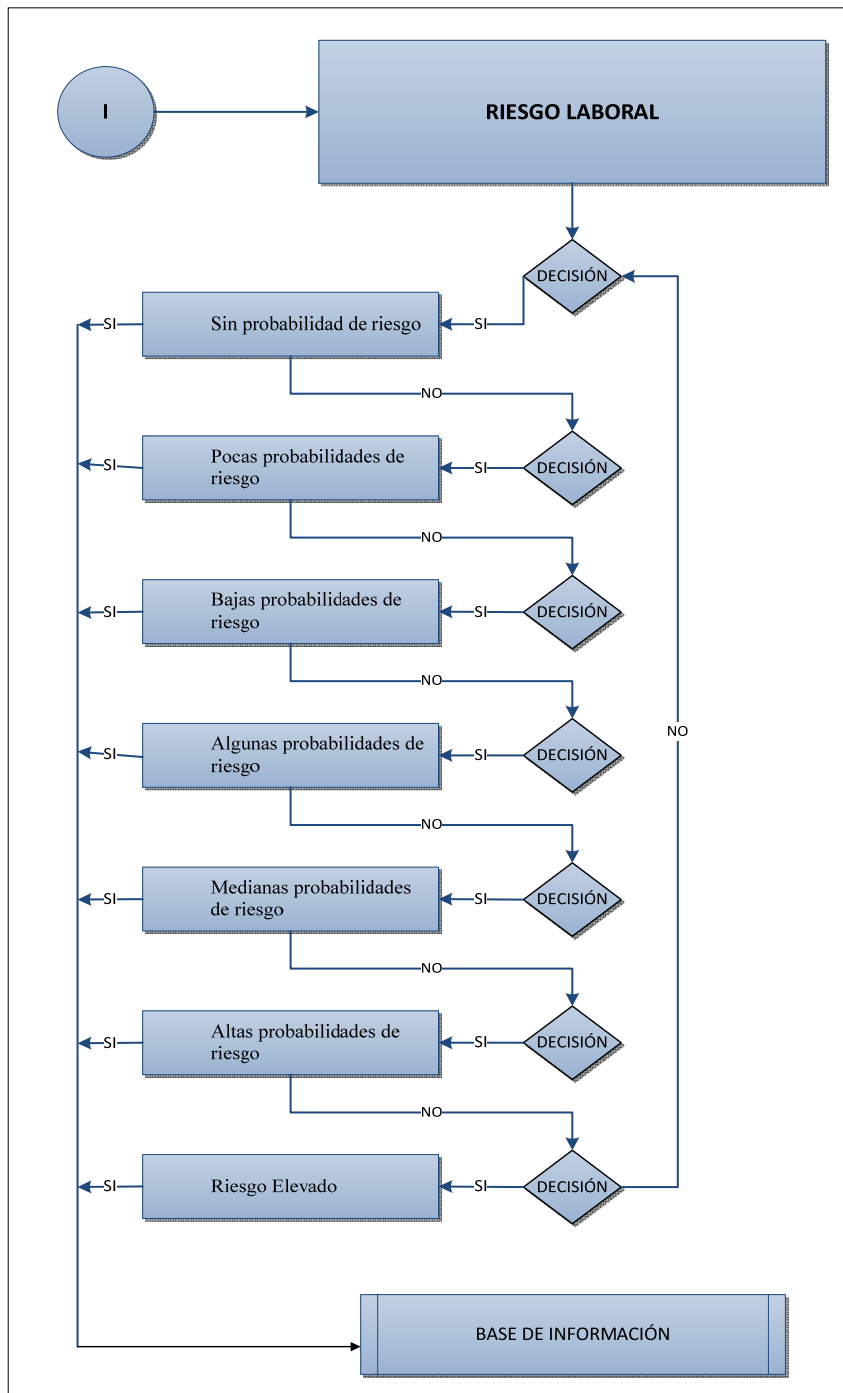 I
RIESGO LABORAL
DECISIÓN
SI
Sin probabilidad de riesgo
SI
NO
SI
Pocas probabilidades de
riesgo
SI
DECISIÓN
NO
SI
Bajas probabilidades de
riesgo
SI
DECISIÓN
NO
SI
Algunas probabilidades de
riesgo
SI
DECISIÓN
NO
NO
SI
Medianas probabilidades
de riesgo
SI
DECISIÓN
NO
SI
Altas probabilidades de
riesgo
SI
DECISIÓN
NO
SI
Riesgo Elevado
SI
DECISIÓN
BASE DE INFORMACIÓN